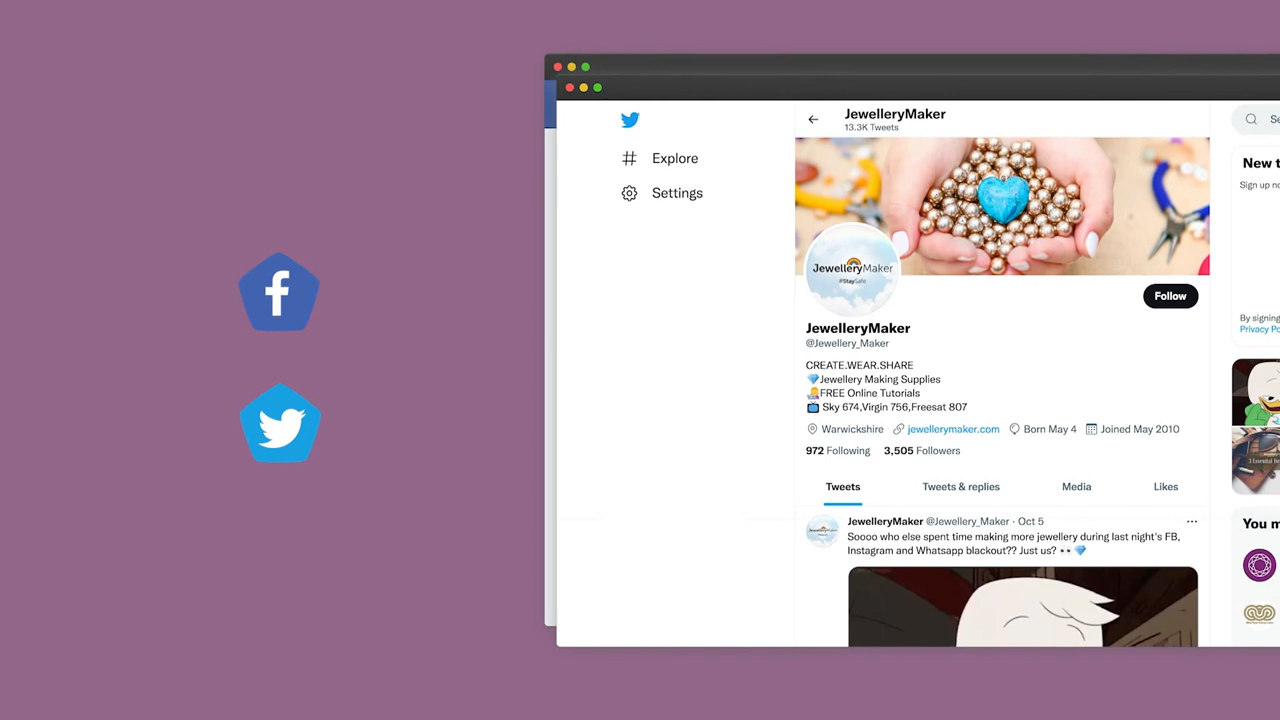 JewelleryMaker
13.3K Tweets
Explore
Settings
Se
New t
Sign up no
JewelleryMaker
#StaySafe
Follow
By signing
Privacy Po
JewelleryMaker
@Jewellery_Maker
CREATE.WEAR.SHARE
💎Jewellery Making Supplies
FREE Online Tutorials
📺 Sky 674,Virgin 756,Freesat 807
Warwickshire jewellerymaker.com Born May 4 Joined May 2010
972 Following 3,505 Followers
Tweets Tweets & replies Media Likes
JewelleryMaker @Jewellery_Maker · Oct 5
Soooo who else spent time making more jewellery during last night's FB,
Instagram and Whatsapp blackout?? Just us? 👀 💎
You m